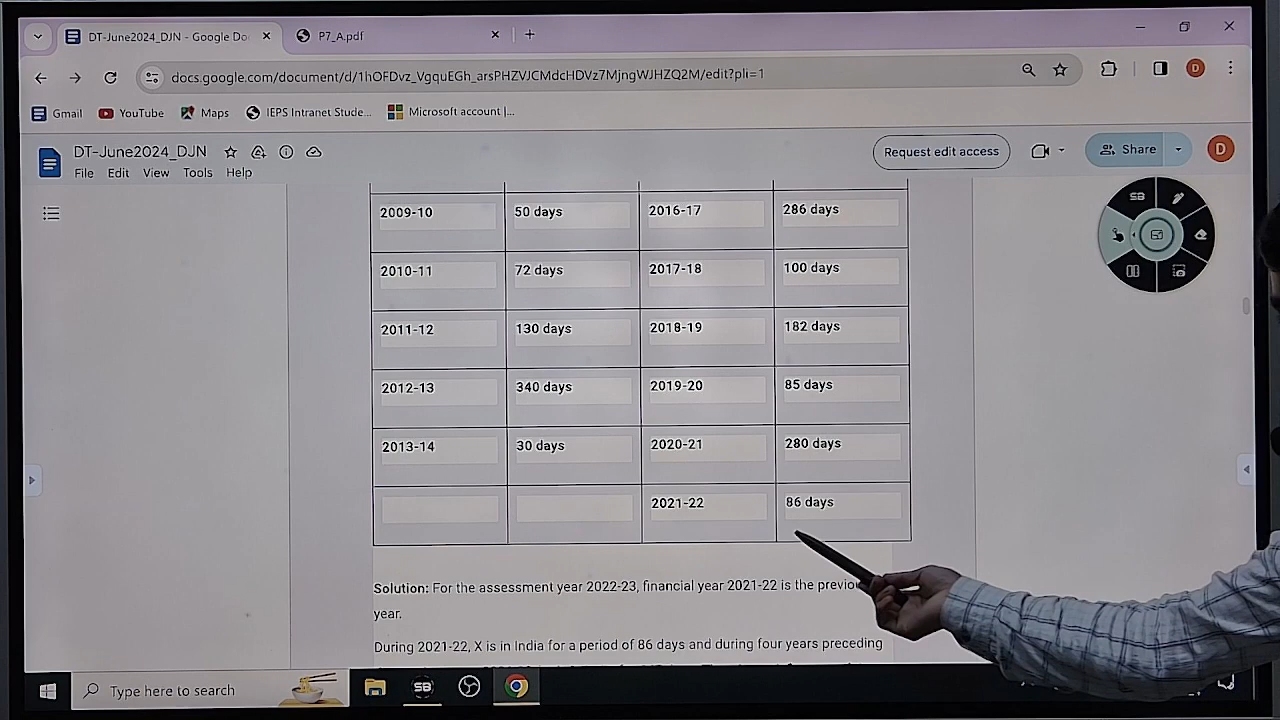 DT-June2024_DJN - Google Do
P7_A.pdf
docs.google.com/document/d/1hOFDvz_VgquEGh_arsPHZVJCMdcHDVz7MjngWJHZQ2M/edit?pli=1
D
Gmail
YouTube
Maps
IEPS Intranet Stude...
Microsoft account |...
DT-June2024_DJN
Request edit access
Share
D
File Edit View Tools Help
SB
2009-10 50 days 2016-17 286 days
2010-11 72 days 2017-18 100 days
2011-12 130 days 2018-19 182 days
2012-13 340 days 2019-20 85 days
2013-14 30 days 2020-21 280 days
2021-22 86 days
Solution: For the assessment year 2022-23, financial year 2021-22 is the previou
year.
During 2021-22, X is in India for a period of 86 days and during four years preceding
Type here to search
SB